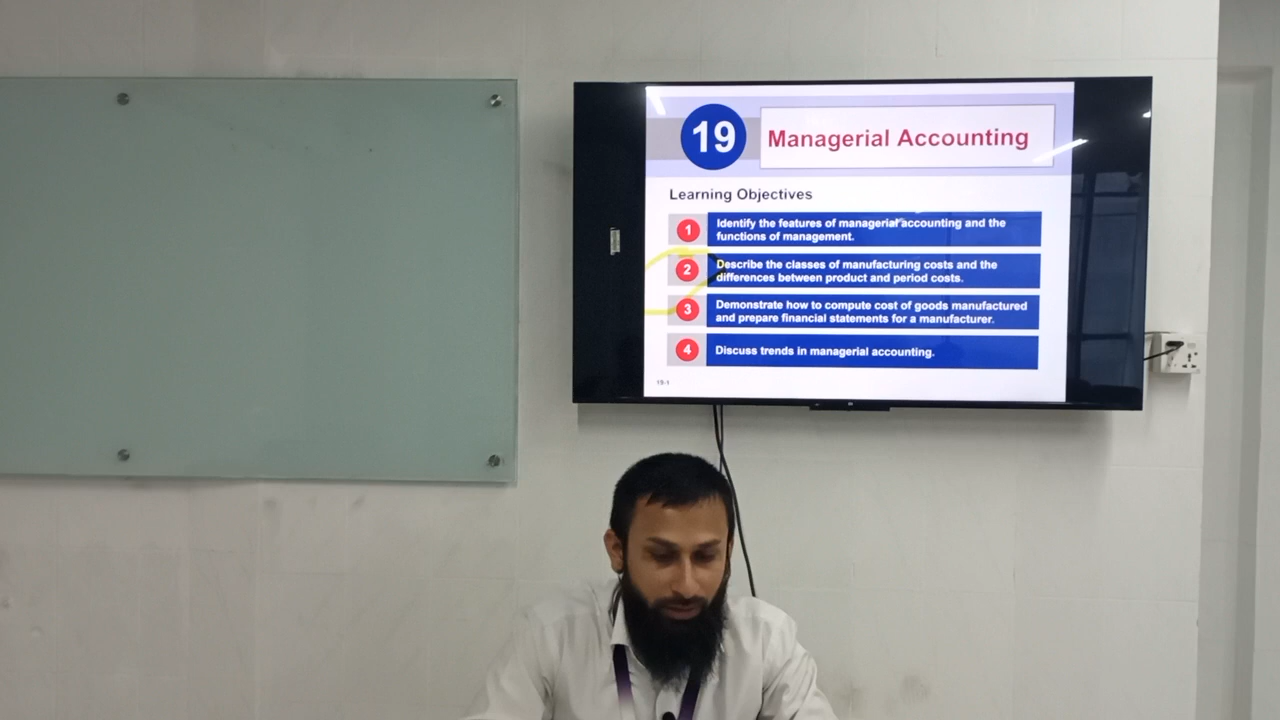 19
Managerial Accounting
Learning Objectives
1
Identify the features of managerial accounting and the
functions of management.
2
Describe the classes of manufacturing costs and the
differences between product and period costs.
3
Demonstrate how to compute cost of goods manufactured
and prepare financial statements for a manufacturer.
4
Discuss trends in managerial accounting.
19-1